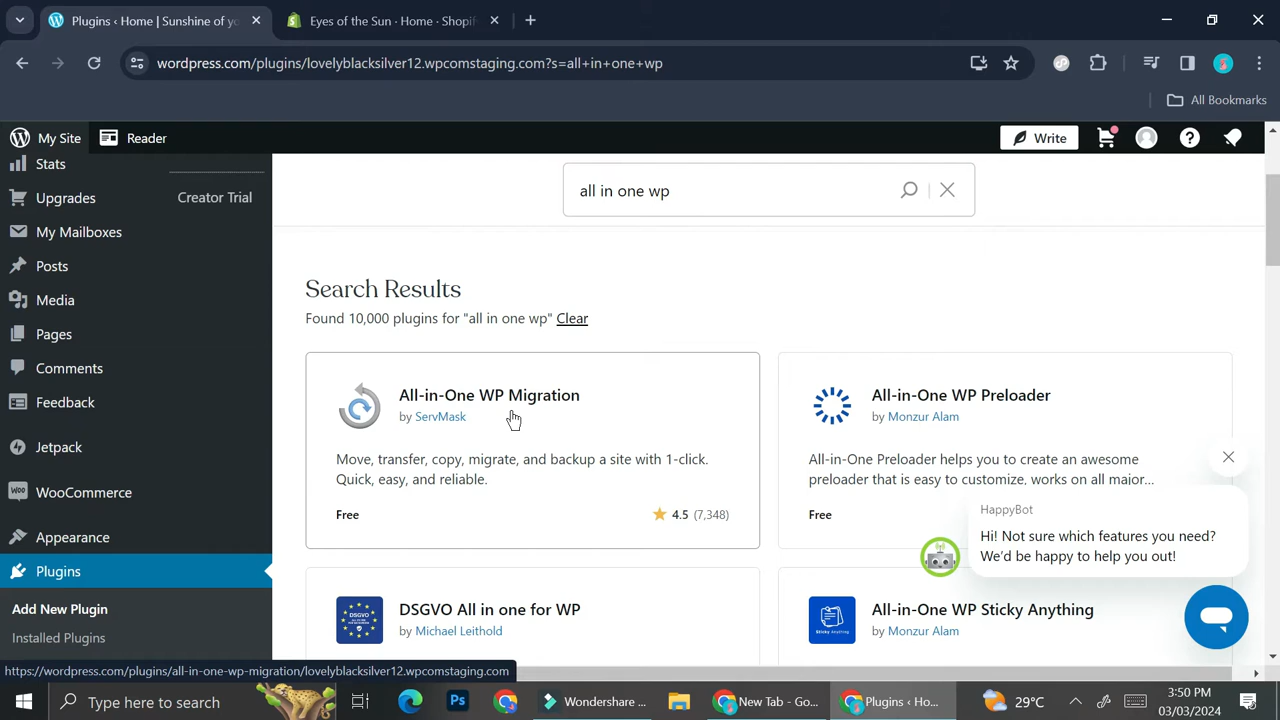 Plugins ‹ Home | Sunshine of yo
Eyes of the Sun · Home · Shopif
wordpress.com/plugins/lovelyblacksilver12.wpcomstaging.com?s=all+in+one+wp
All Bookmarks
My Site
Reader
Write
Stats
Upgrades
Creator Trial
My Mailboxes
Posts
Media
Pages
Comments
Feedback
Jetpack
WooCommerce
Appearance
Plugins
Add New Plugin
Installed Plugins
all in one wp
Search Results
Found 10,000 plugins for "all in one wp" Clear
All-in-One WP Migration
by ServMask
Move, transfer, copy, migrate, and backup a site with 1-click.
Quick, easy, and reliable.
Free
4.5 (7,348)
All-in-One WP Preloader
by Monzur Alam
All-in-One Preloader helps you to create an awesome
preloader that is easy to customize, works on all major...
Free
DSGVO All in one for WP
by Michael Leithold
All-in-One WP Sticky Anything
by Monzur Alam
HappyBot
Hi! Not sure which features you need?
We'd be happy to help you out!
https://wordpress.com/plugins/all-in-one-wp-migration/lovelyblacksilver12.wpcomstaging.com
Type here to search
Wondershare ...
New Tab - Go...
Plugins ‹ Ho...
29°C
3:50 PM
03/03/2024